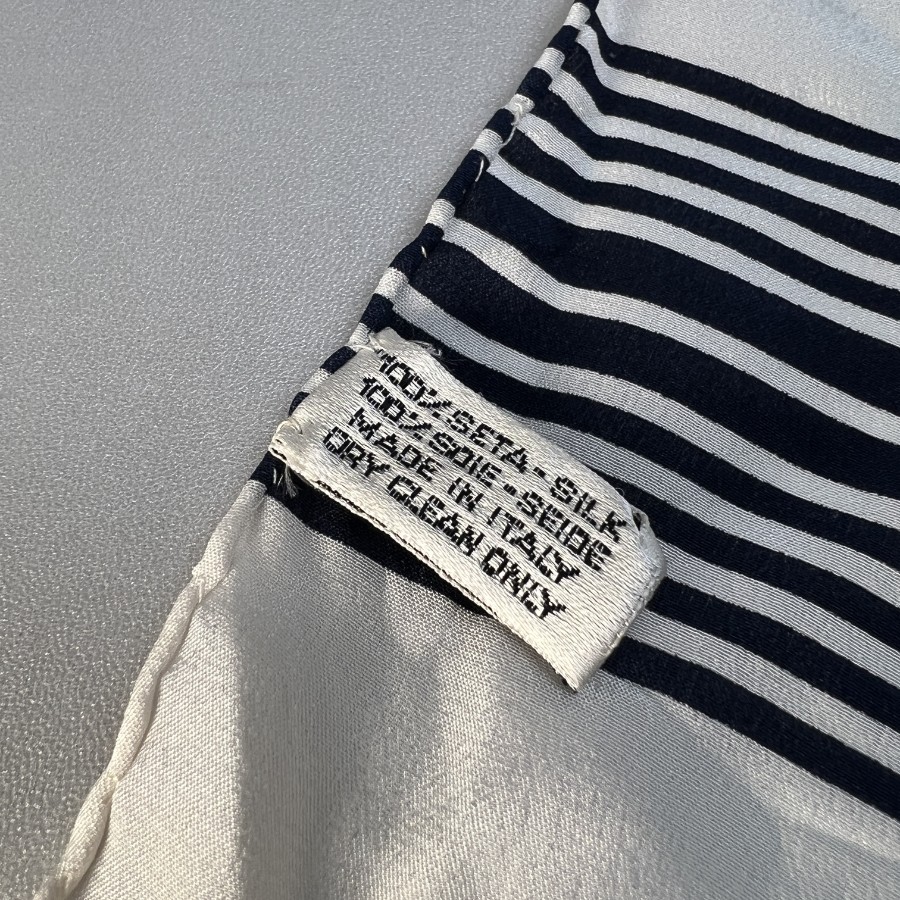 100% SETA - SILK
100% SOIE - SEIDE
MADE IN ITALY
DRY CLEAN ONLY